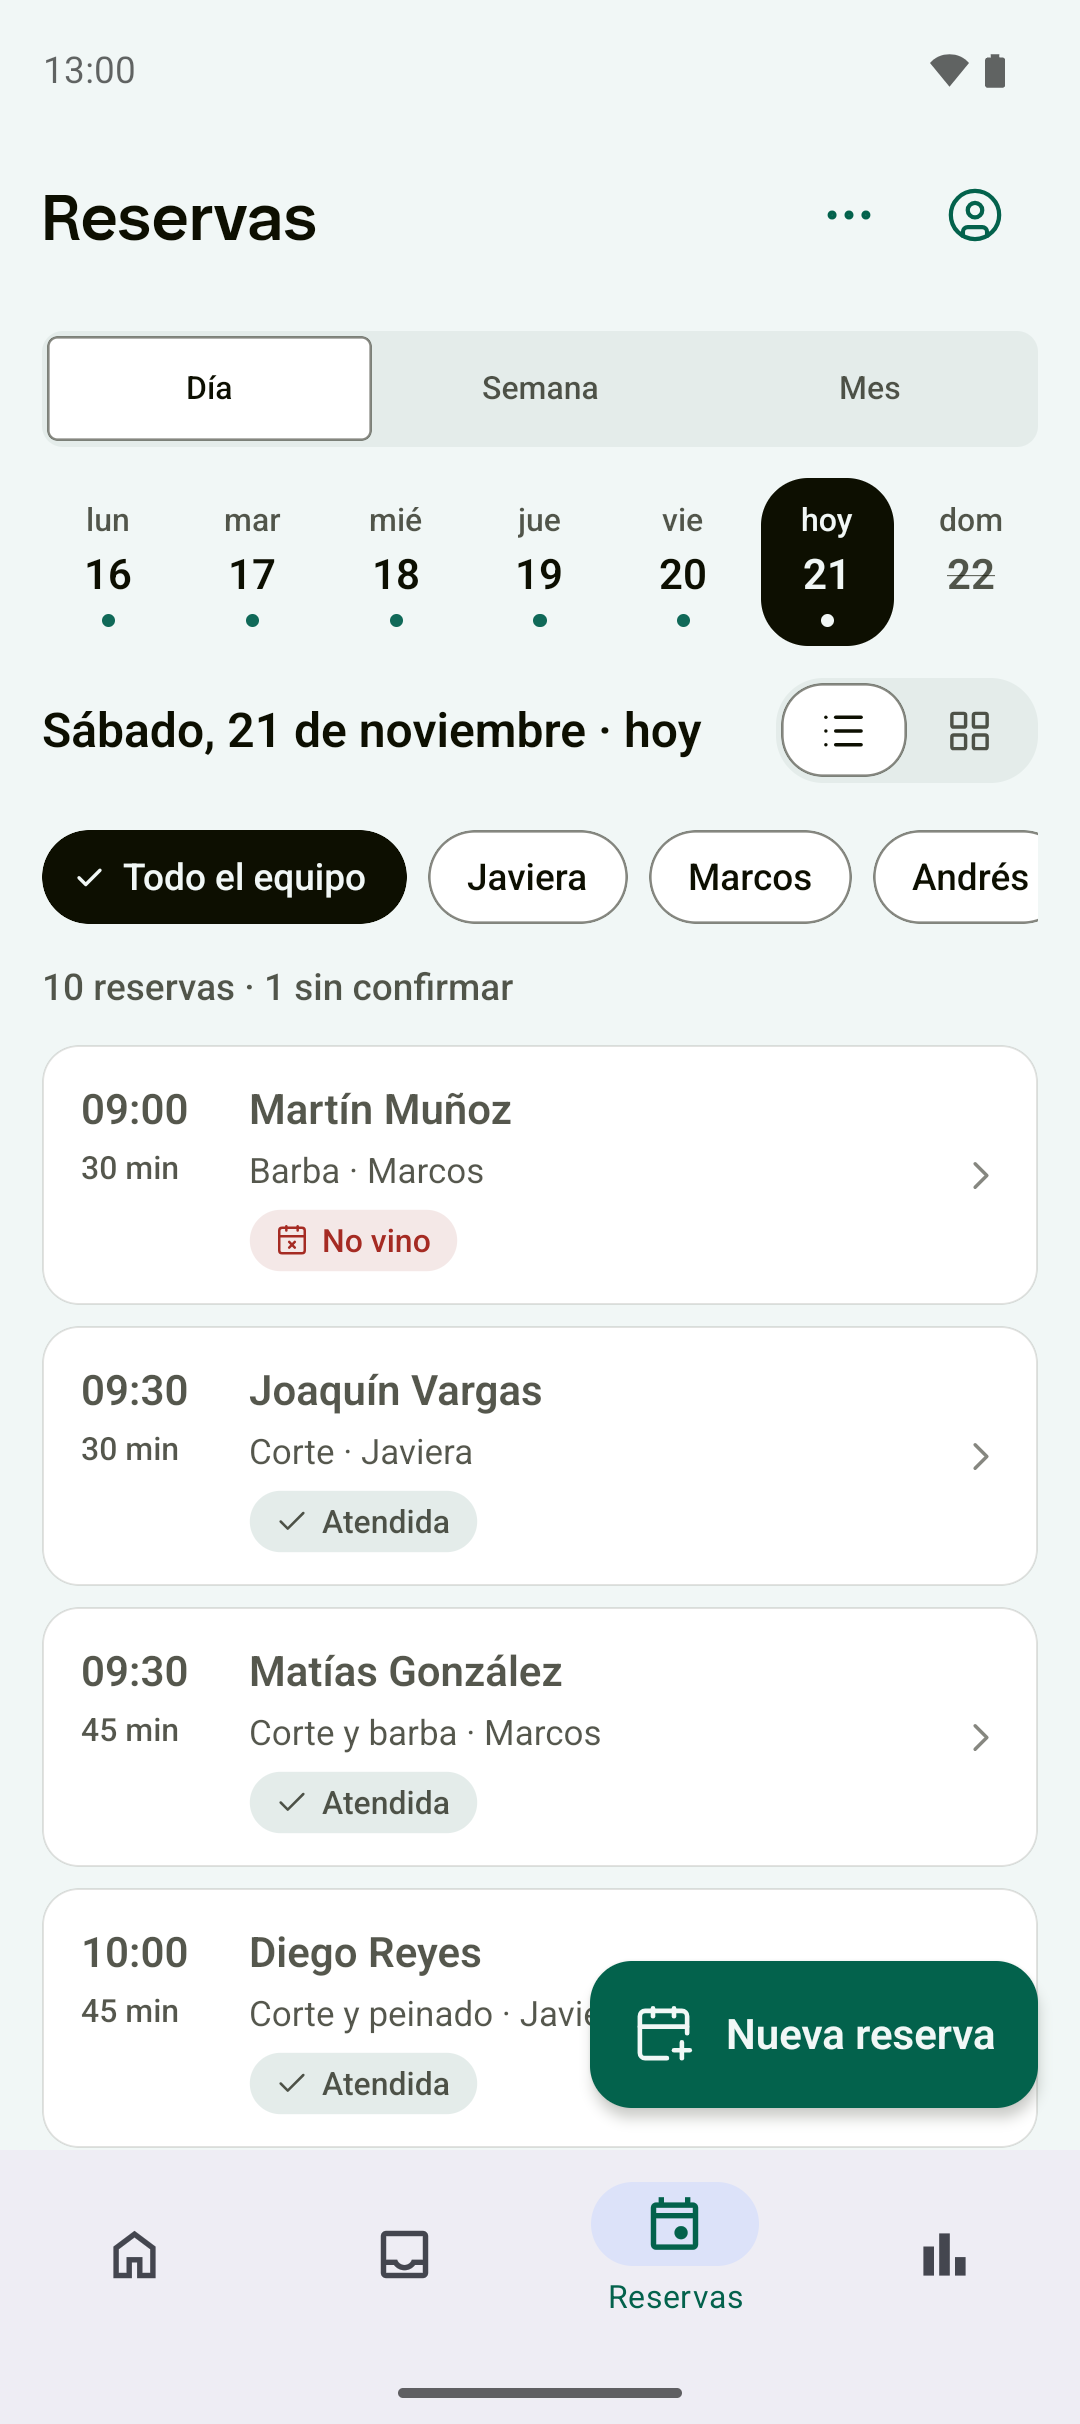 13:00
Reservas
Día Semana Mes
lun mar mié jue vie hoy dom
16 17 18 19 20 21 22
Sábado, 21 de noviembre · hoy
Todo el equipo Javiera Marcos Andrés
10 reservas · 1 sin confirmar
09:00 Martín Muñoz
30 min Barba · Marcos
No vino
09:30 Joaquín Vargas
30 min Corte · Javiera
Atendida
09:30 Matías González
45 min Corte y barba · Marcos
Atendida
10:00 Diego Reyes
45 min Corte y peinado ·
Atendida
Nueva reserva
Reservas